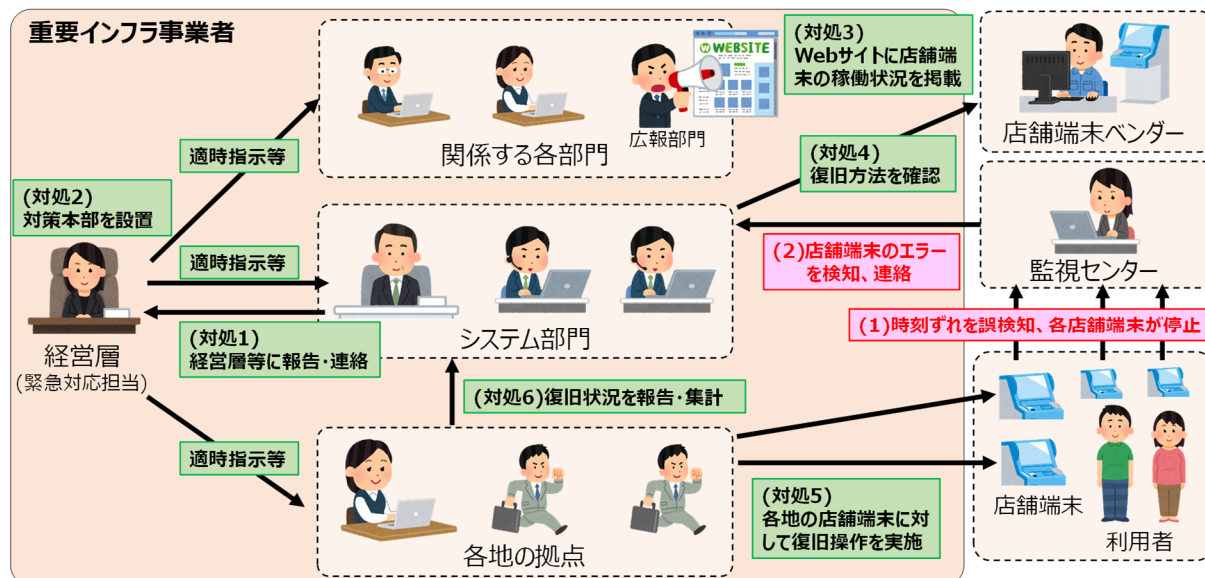 重要インフラ事業者
WEBSITE
広報部門
関係する各部門
(対処3)
Webサイトに店舗端
末の稼働状況を掲載
店舗端末ベンダー
適時指示等
(対処4)
復旧方法を確認
(対処2)
対策本部を設置
適時指示等
(2)店舗端末のエラー
を検知、連絡
監視センター
システム部門
(1)時刻ずれを誤検知、各店舗端末が停止
経営層
(緊急対応担当)
(対処1)
経営層等に報告・連絡
(対処6)復旧状況を報告・集計
適時指示等
各地の拠点
(対処5)
各地の店舗端末に対
して復旧操作を実施
店舗端末
利用者